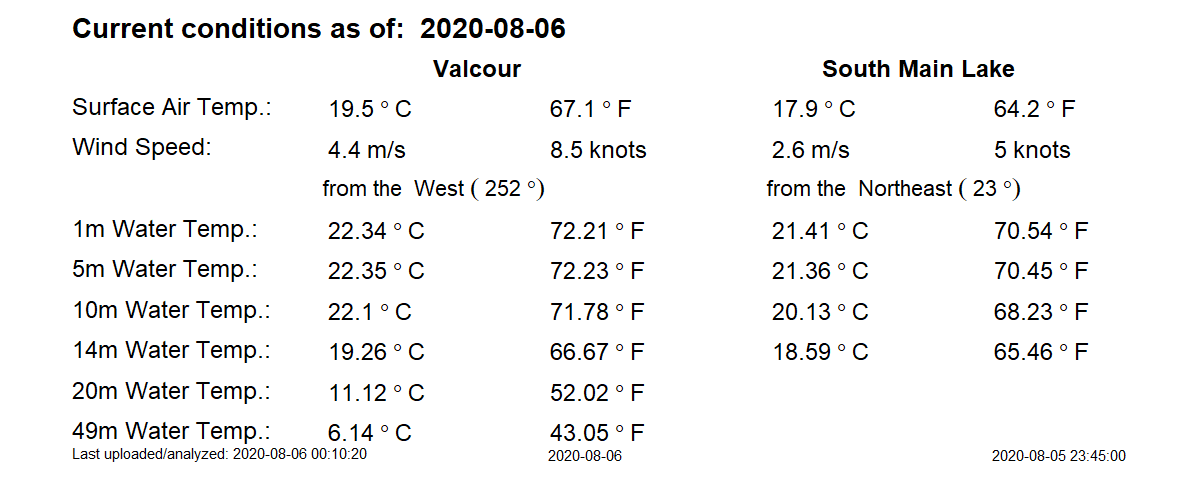 Current conditions as of: 2020-08-06
Valcour South Main Lake
Surface Air Temp.: 19.5 ° C 67.1 ° F 17.9 ° C 64.2 ° F
Wind Speed: 4.4 m/s 8.5 knots 2.6 m/s 5 knots
from the West ( 252 °) from the Northeast ( 23 °)
1m Water Temp.: 22.34 ° C 72.21 ° F 21.41 ° C 70.54 ° F
5m Water Temp.: 22.35 ° C 72.23 ° F 21.36 ° C 70.45 ° F
10m Water Temp.: 22.1 ° C 71.78 ° F 20.13 ° C 68.23 ° F
14m Water Temp.: 19.26 ° C 66.67 ° F 18.59 ° C 65.46 ° F
20m Water Temp.: 11.12 ° C 52.02 ° F
49m Water Temp.: 6.14 ° C 43.05 ° F
Last uploaded/analyzed: 2020-08-06 00:10:20 2020-08-06 2020-08-05 23:45:00